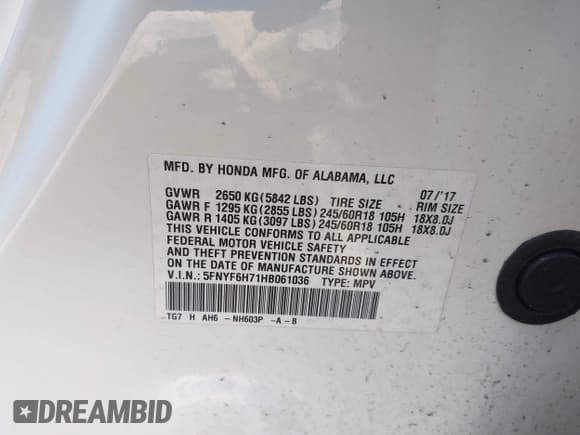 MFD. BY HONDA MFG. OF ALABAMA, LLC
GVWR 2650 KG (5842 LBS) TIRE SIZE 07/'17 RIM SIZE
GAWR F 1295 KG (2855 LBS) 245/60R18 105H 18X8.0J
GAWR R 1405 KG (3097 LBS) 245/60R18 105H 18X8.0J
THIS VEHICLE CONFORMS TO ALL APPLICABLE
FEDERAL MOTOR VEHICLE SAFETY
AND THEFT PREVENTION STANDARDS IN EFFECT
ON THE DATE OF MANUFACTURE SHOWN ABOVE.
V.I.N.: 5FNYF6H71HB061036 TYPE: MPV
TG7 H AH6 - NH603P -A-B
DREAMBID